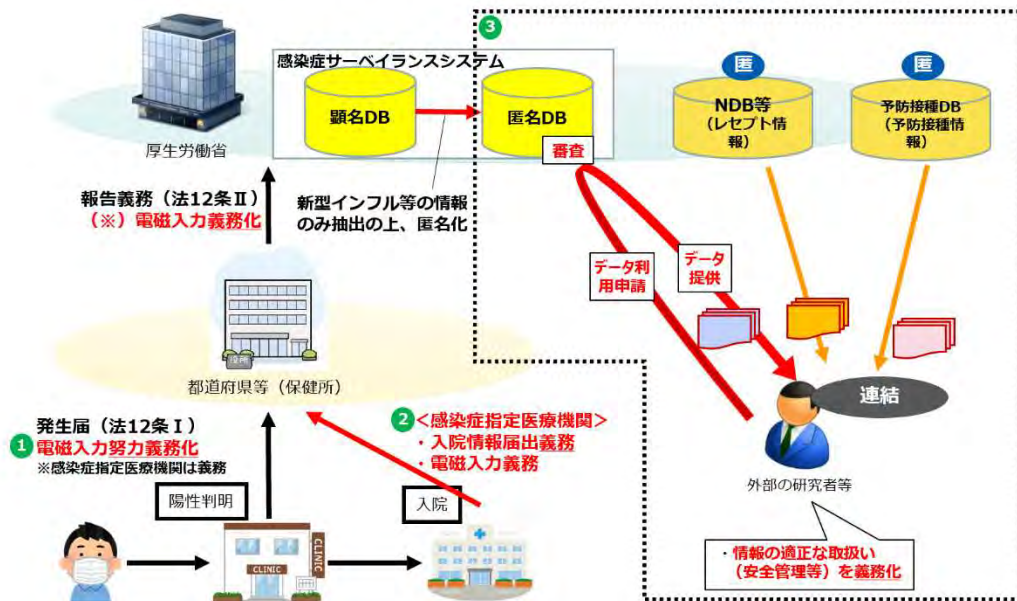 3
感染症サーベイランスシステム
顕名DB
匿名DB
審査
匿
NDB等
(レセプト情
報)
匿
予防接種DB
(予防接種情
報)
厚生労働省
報告義務(法12条Ⅱ)
(※)電磁入力義務化
新型インフル等の情報
のみ抽出の上、匿名化
データ利
用申請
データ
提供
役所
都道府県等(保健所)
連結
外部の研究者等
・情報の適正な取扱い
(安全管理等)を義務化
発生届(法12条Ⅰ)
1 電磁入力努力義務化
※感染症指定医療機関は義務
2 <感染症指定医療機関>
・入院情報届出義務
・電磁入力義務
陽性判明
入院
CLINIC
CLINIC